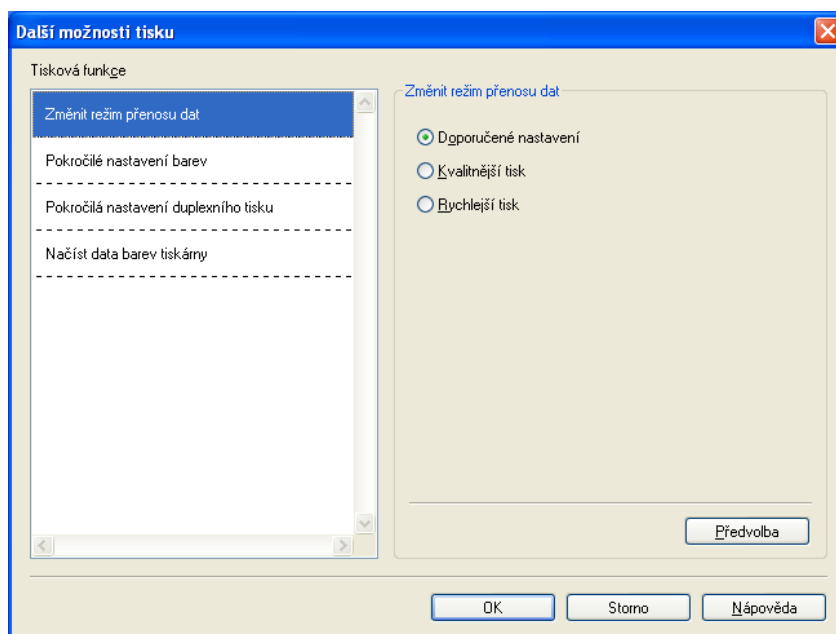 Další možnosti tisku
Tisková funkce
Změnit režim přenosu dat
Pokročilé nastavení barev
Pokročilá nastavení duplexního tisku
Načíst data barev tiskárny
Změnit režim přenosu dat
Doporučené nastavení
Kvalitnější tisk
Rychlejší tisk
Předvolba
OK
Storno
Nápověda